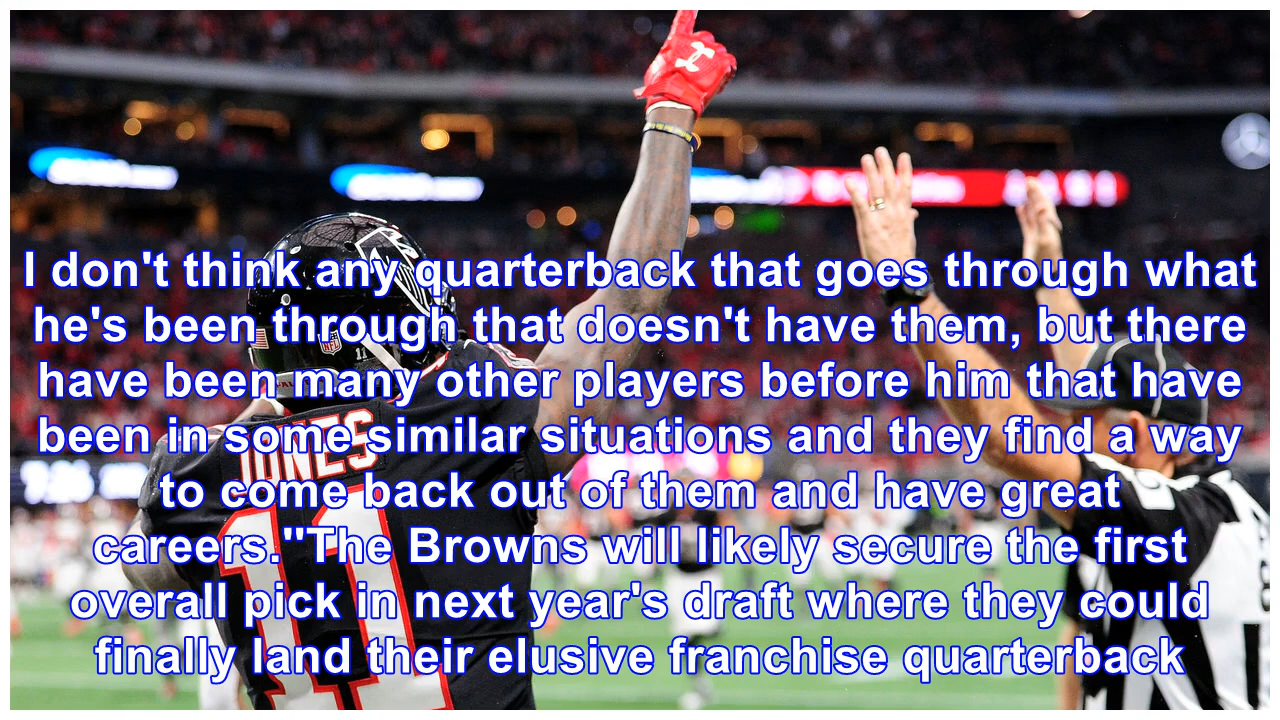 I don't think any quarterback that goes through what
he's been through that doesn't have them, but there
have been many other players before him that have
been in some similar situations and they find a way
to come back out of them and have great
careers."The Browns will likely secure the first
overall pick in next year's draft where they could
finally land their elusive franchise quarterback
JONES
11
11
NFL